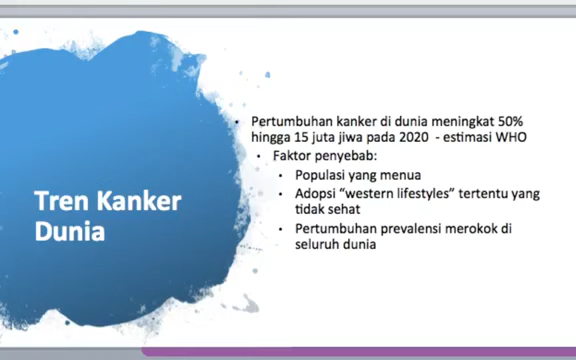 Tren Kanker
Dunia
• Pertumbuhan kanker di dunia meningkat 50%
hingga 15 juta jiwa pada 2020 - estimasi WHO
• Faktor penyebab:
• Populasi yang menua
• Adopsi “western lifestyles” tertentu yang
tidak sehat
• Pertumbuhan prevalensi merokok di
seluruh dunia